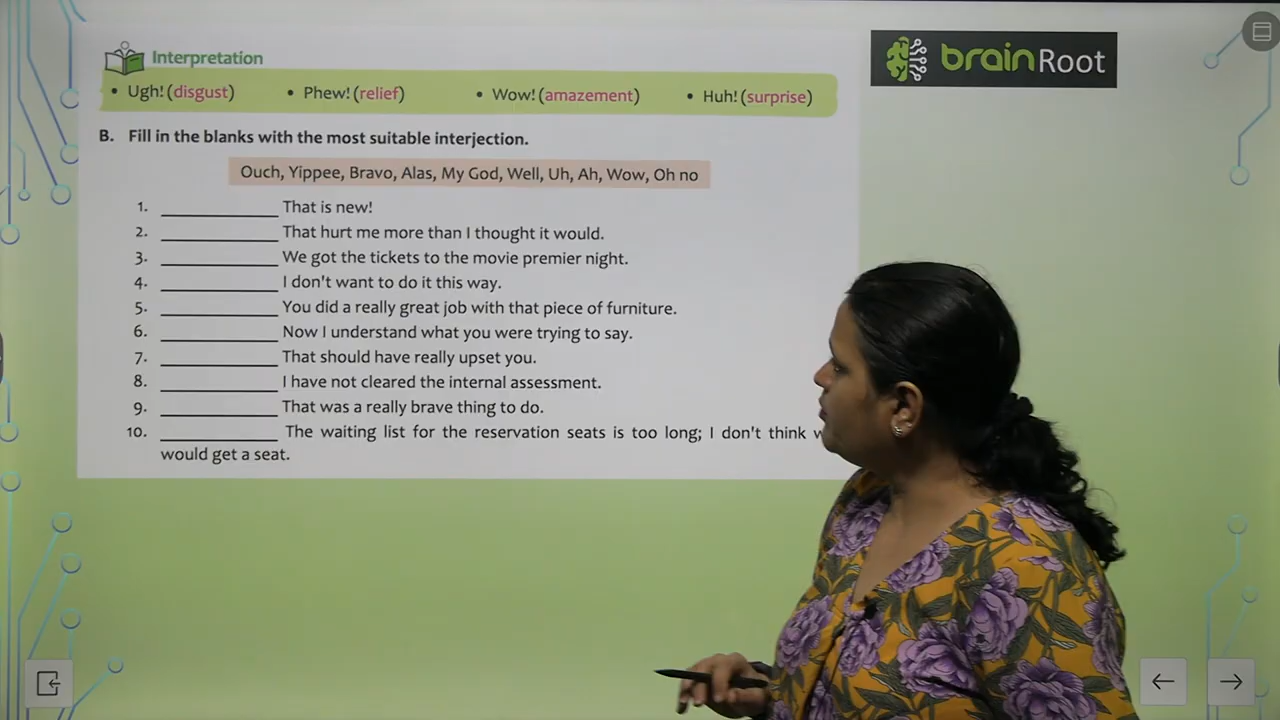 brainRoot
Interpretation
• Ugh! (disgust) • Phew! (relief) • Wow! (amazement) • Huh! (surprise)
B. Fill in the blanks with the most suitable interjection.
Ouch, Yippee, Bravo, Alas, My God, Well, Uh, Ah, Wow, Oh no
1. ____________ That is new!
2. ____________ That hurt me more than I thought it would.
3. ____________ We got the tickets to the movie premier night.
4. ____________ I don't want to do it this way.
5. ____________ You did a really great job with that piece of furniture.
6. ____________ Now I understand what you were trying to say.
7. ____________ That should have really upset you.
8. ____________ I have not cleared the internal assessment.
9. ____________ That was a really brave thing to do.
10. ____________ The waiting list for the reservation seats is too long; I don't think
would get a seat.